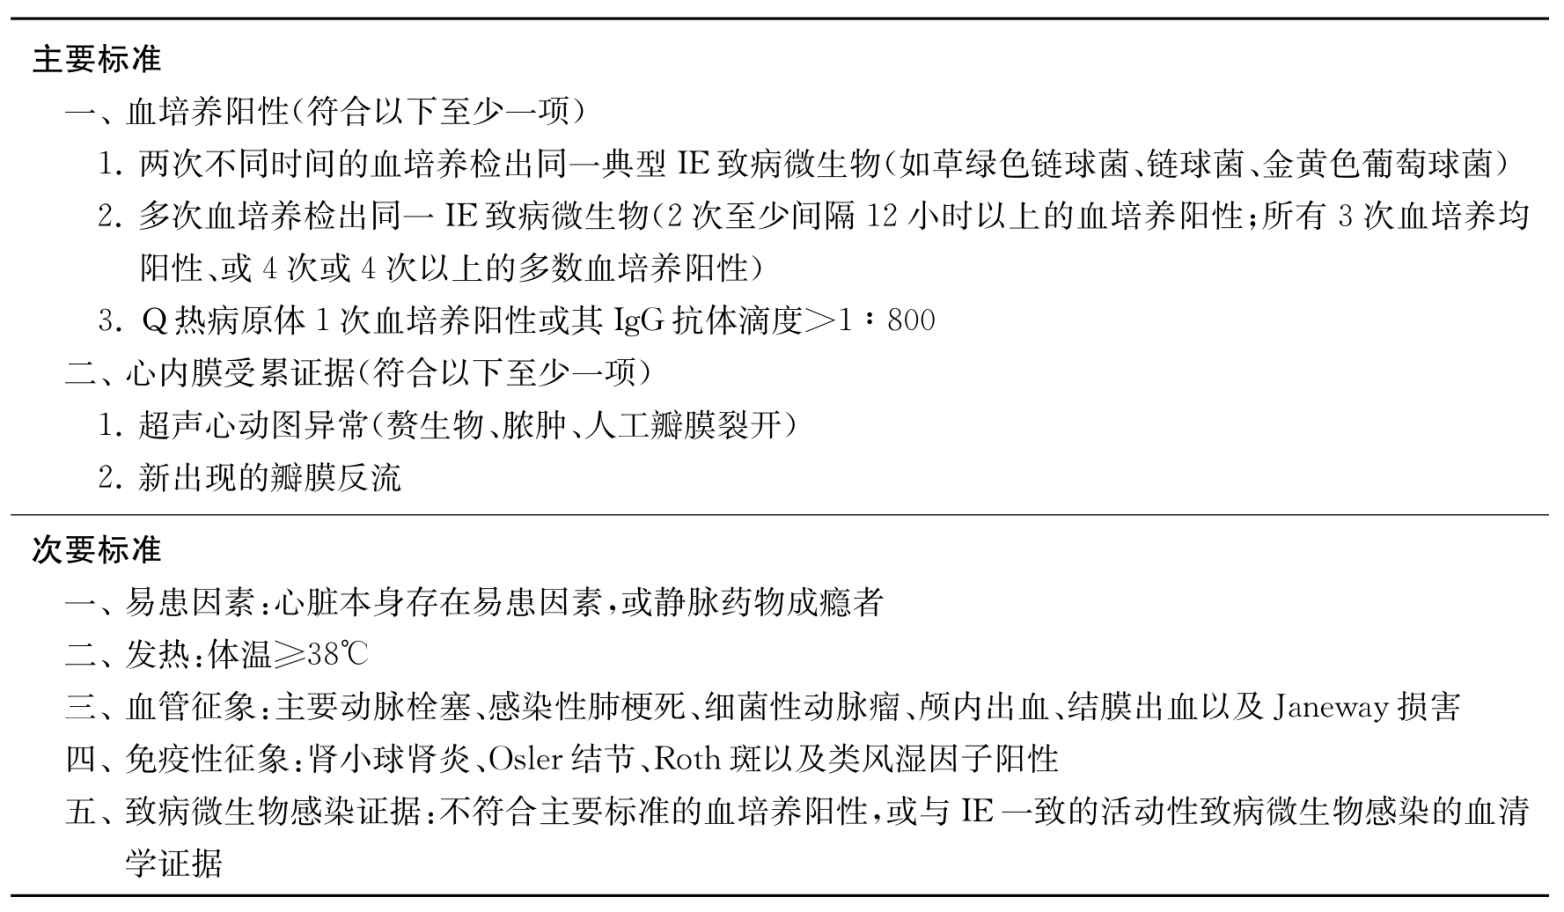 主要标准
一、血培养阳性(符合以下至少一项)
1. 两次不同时间的血培养检出同一典型 IE 致病微生物(如草绿色链球菌、链球菌、金黄色葡萄球菌)
2. 多次血培养检出同一 IE 致病微生物(2 次至少间隔 12 小时以上的血培养阳性;所有 3 次血培养均
阳性、或 4 次或 4 次以上的多数血培养阳性)
3. Q 热病原体 1 次血培养阳性或其 IgG 抗体滴度>1∶800
二、心内膜受累证据(符合以下至少一项)
1. 超声心动图异常(赘生物、脓肿、人工瓣膜裂开)
2. 新出现的瓣膜反流
次要标准
一、易患因素:心脏本身存在易患因素,或静脉药物成瘾者
二、发热:体温⩾38℃
三、血管征象:主要动脉栓塞、感染性肺梗死、细菌性动脉瘤、颅内出血、结膜出血以及 Janeway 损害
四、免疫性征象:肾小球肾炎、Osler 结节、Roth 斑以及类风湿因子阳性
五、致病微生物感染证据:不符合主要标准的血培养阳性,或与 IE 一致的活动性致病微生物感染的血清
学证据